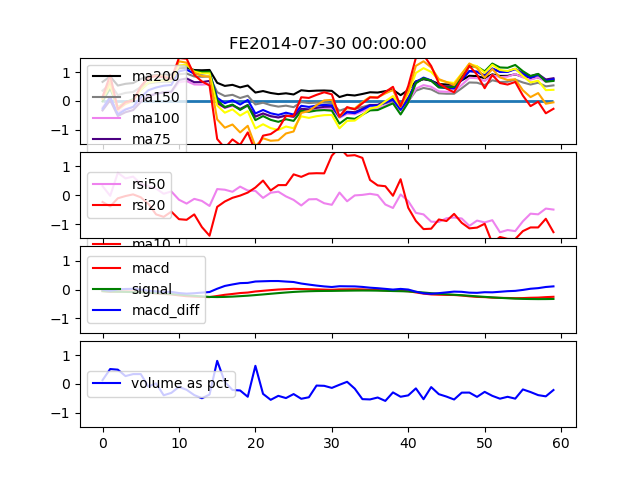 FE2014-07-30 00:00:00
1
0
−1
ma200
ma150
ma100
ma75
1
0
−1
rsi50
rsi20
ma10
1
0
−1
macd
signal
macd_diff
1
0
−1
volume as pct
0 10 20 30 40 50 60